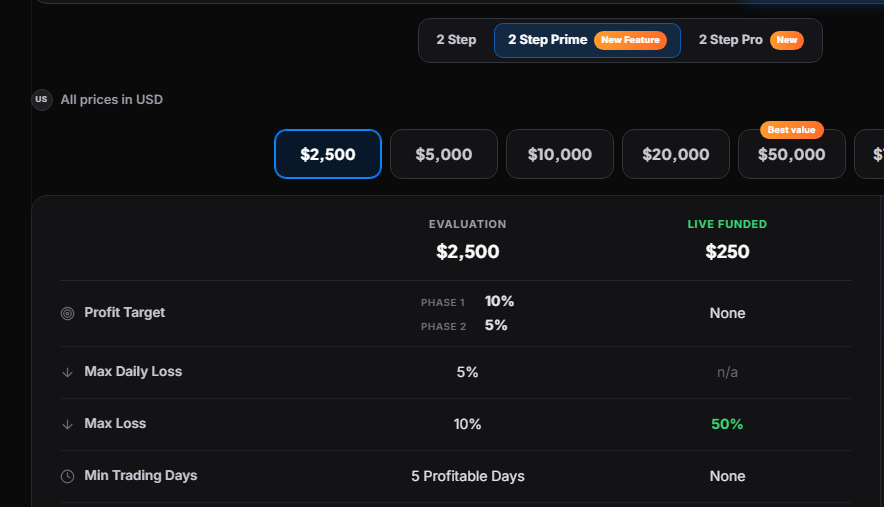 2 Step 2 Step Prime New Feature 2 Step Pro New
US All prices in USD
Best value
$2,500 $5,000 $10,000 $20,000 $50,000
EVALUATION LIVE FUNDED
$2,500 $250
Profit Target PHASE 1 10% None
PHASE 2 5%
Max Daily Loss 5% n/a
Max Loss 10% 50%
Min Trading Days 5 Profitable Days None